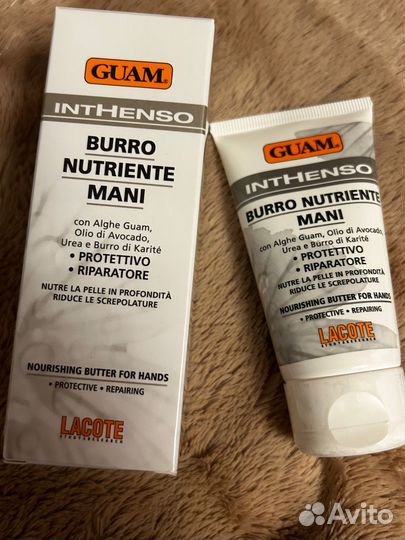 GUAM
INTHENSO
BURRO
NUTRIENTE
MANI
con Alghe Guam,
Olio di Avocado,
Urea e Burro di Karité
• PROTETTIVO
• RIPARATORE
NUTRE LA PELLE IN PROFONDITÀ
RIDUCE LE SCREPOLATURE
NOURISHING BUTTER FOR HANDS
• PROTECTIVE • REPAIRING
LACOTE
GUAM
INTHENSO
BURRO NUTRIENTE
MANI
con Alghe Guam, Olio di Avocado,
Urea e Burro di Karité
• PROTETTIVO
• RIPARATORE
NUTRE LA PELLE IN PROFONDITÀ
RIDUCE LE SCREPOLATURE
NOURISHING BUTTER FOR HANDS
• PROTECTIVE • REPAIRING
LACOTE
Avito